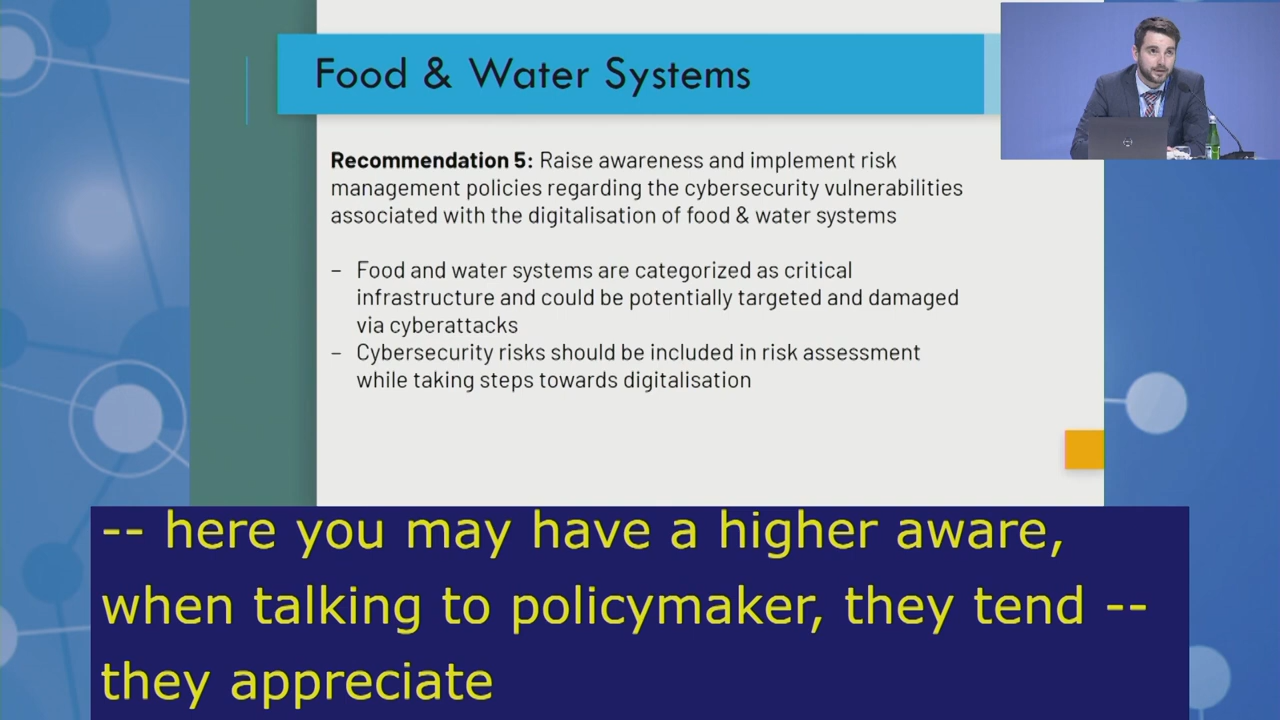 Food & Water Systems
Recommendation 5: Raise awareness and implement risk
management policies regarding the cybersecurity vulnerabilities
associated with the digitalisation of food & water systems
– Food and water systems are categorized as critical
infrastructure and could be potentially targeted and damaged
via cyberattacks
– Cybersecurity risks should be included in risk assessment
while taking steps towards digitalisation
-- here you may have a higher aware,
when talking to policymaker, they tend --
they appreciate